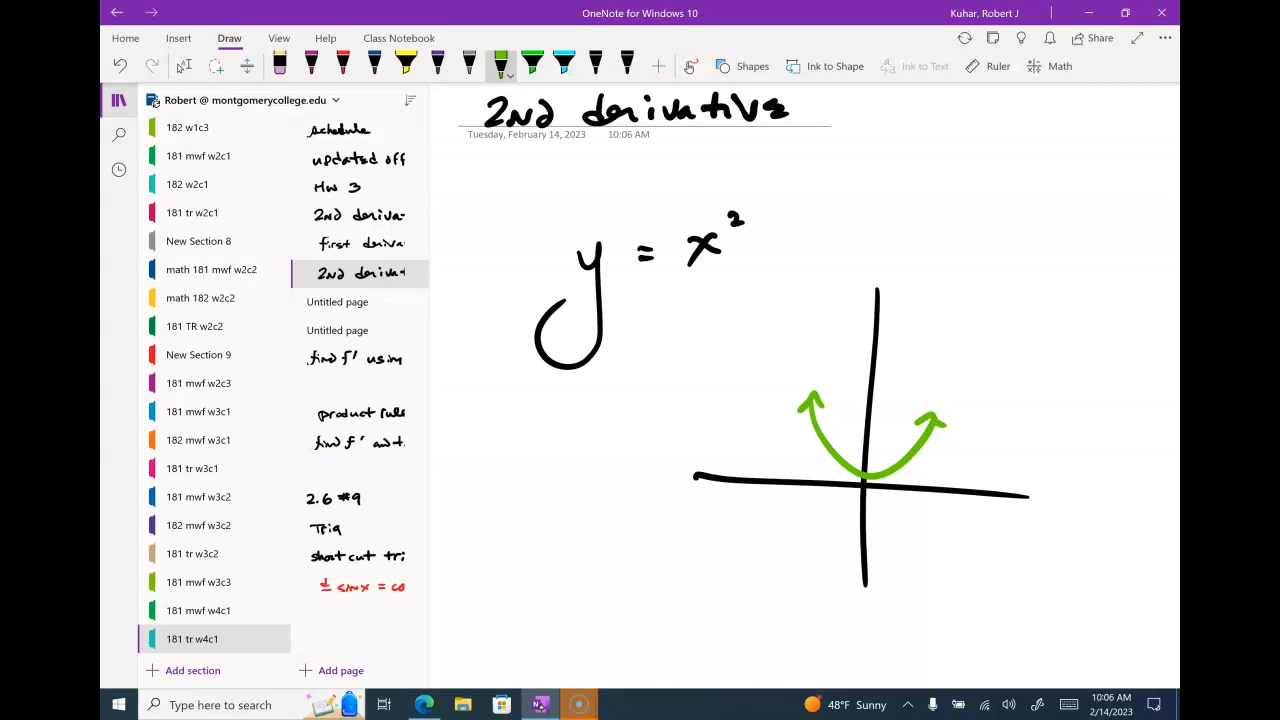 OneNote for Windows 10
Kuhar, Robert J
Home Insert Draw View Help Class Notebook
Share
Shapes Ink to Shape Ink to Text Ruler Math
Robert @ montgomerycollege.edu
182 w1c3
181 mwf w2c1
182 w2c1
181 tr w2c1
New Section 8
math 181 mwf w2c2
math 182 w2c2
181 TR w2c2
New Section 9
181 mwf w2c3
181 mwf w3c1
182 mwf w3c1
181 tr w3c1
181 mwf w3c2
182 mwf w3c2
181 tr w3c2
181 mwf w3c3
181 mwf w4c1
181 tr w4c1
Add section
schedule
updated off
HW 3
2nd deriva
first deriva
2nd deriva
Untitled page
Untitled page
find f' usin
product rule
find f' and
2.6 #9
Trig
shortcut tri
d sinx = co
Add page
2nd derivative
Tuesday, February 14, 2023 10:06 AM
y = x²
Type here to search
48°F Sunny
10:06 AM
2/14/2023